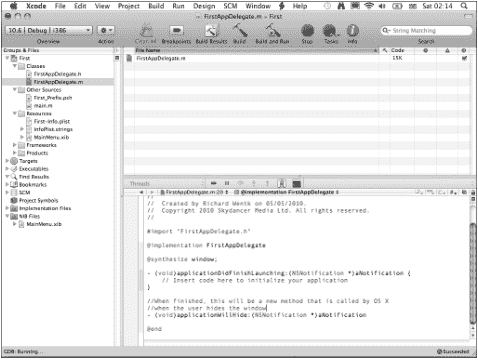 Xcode File Edit View Project Build Run Design SCM Window Help Sat 02:14
FirstAppDelegate.m – First
10.6 | Debug | i386
Overview Action Breakpoints Build Results Build Build and Run Stop Tasks Info Search
String Matching
Groups & Files
First
Classes
FirstAppDelegate.h
FirstAppDelegate.m
Other Sources
First_Prefix.pch
main.m
Resources
First-Info.plist
InfoPlist.strings
MainMenu.xib
Frameworks
Products
Targets
Executables
Find Results
Bookmarks
SCM
Project Symbols
Implementation Files
NIB Files
MainMenu.xib
File Name Code
FirstAppDelegate.m 15K
Threads
FirstAppDelegate.m:20 @implementation FirstAppDelegate
//
// Created by Richard Wentk on 05/05/2010.
// Copyright 2010 Skydancer Media Ltd. All rights reserved.
//
#import "FirstAppDelegate.h"
@implementation FirstAppDelegate
@synthesize window;
- (void)applicationDidFinishLaunching:(NSNotification *)aNotification {
// Insert code here to initialize your application
}
//When finished, this will be a new method that is called by OS X
//when the user hides the window
- (void)applicationWillHide:(NSNotification *)aNotification
@end
GDB: Running...
Succeeded